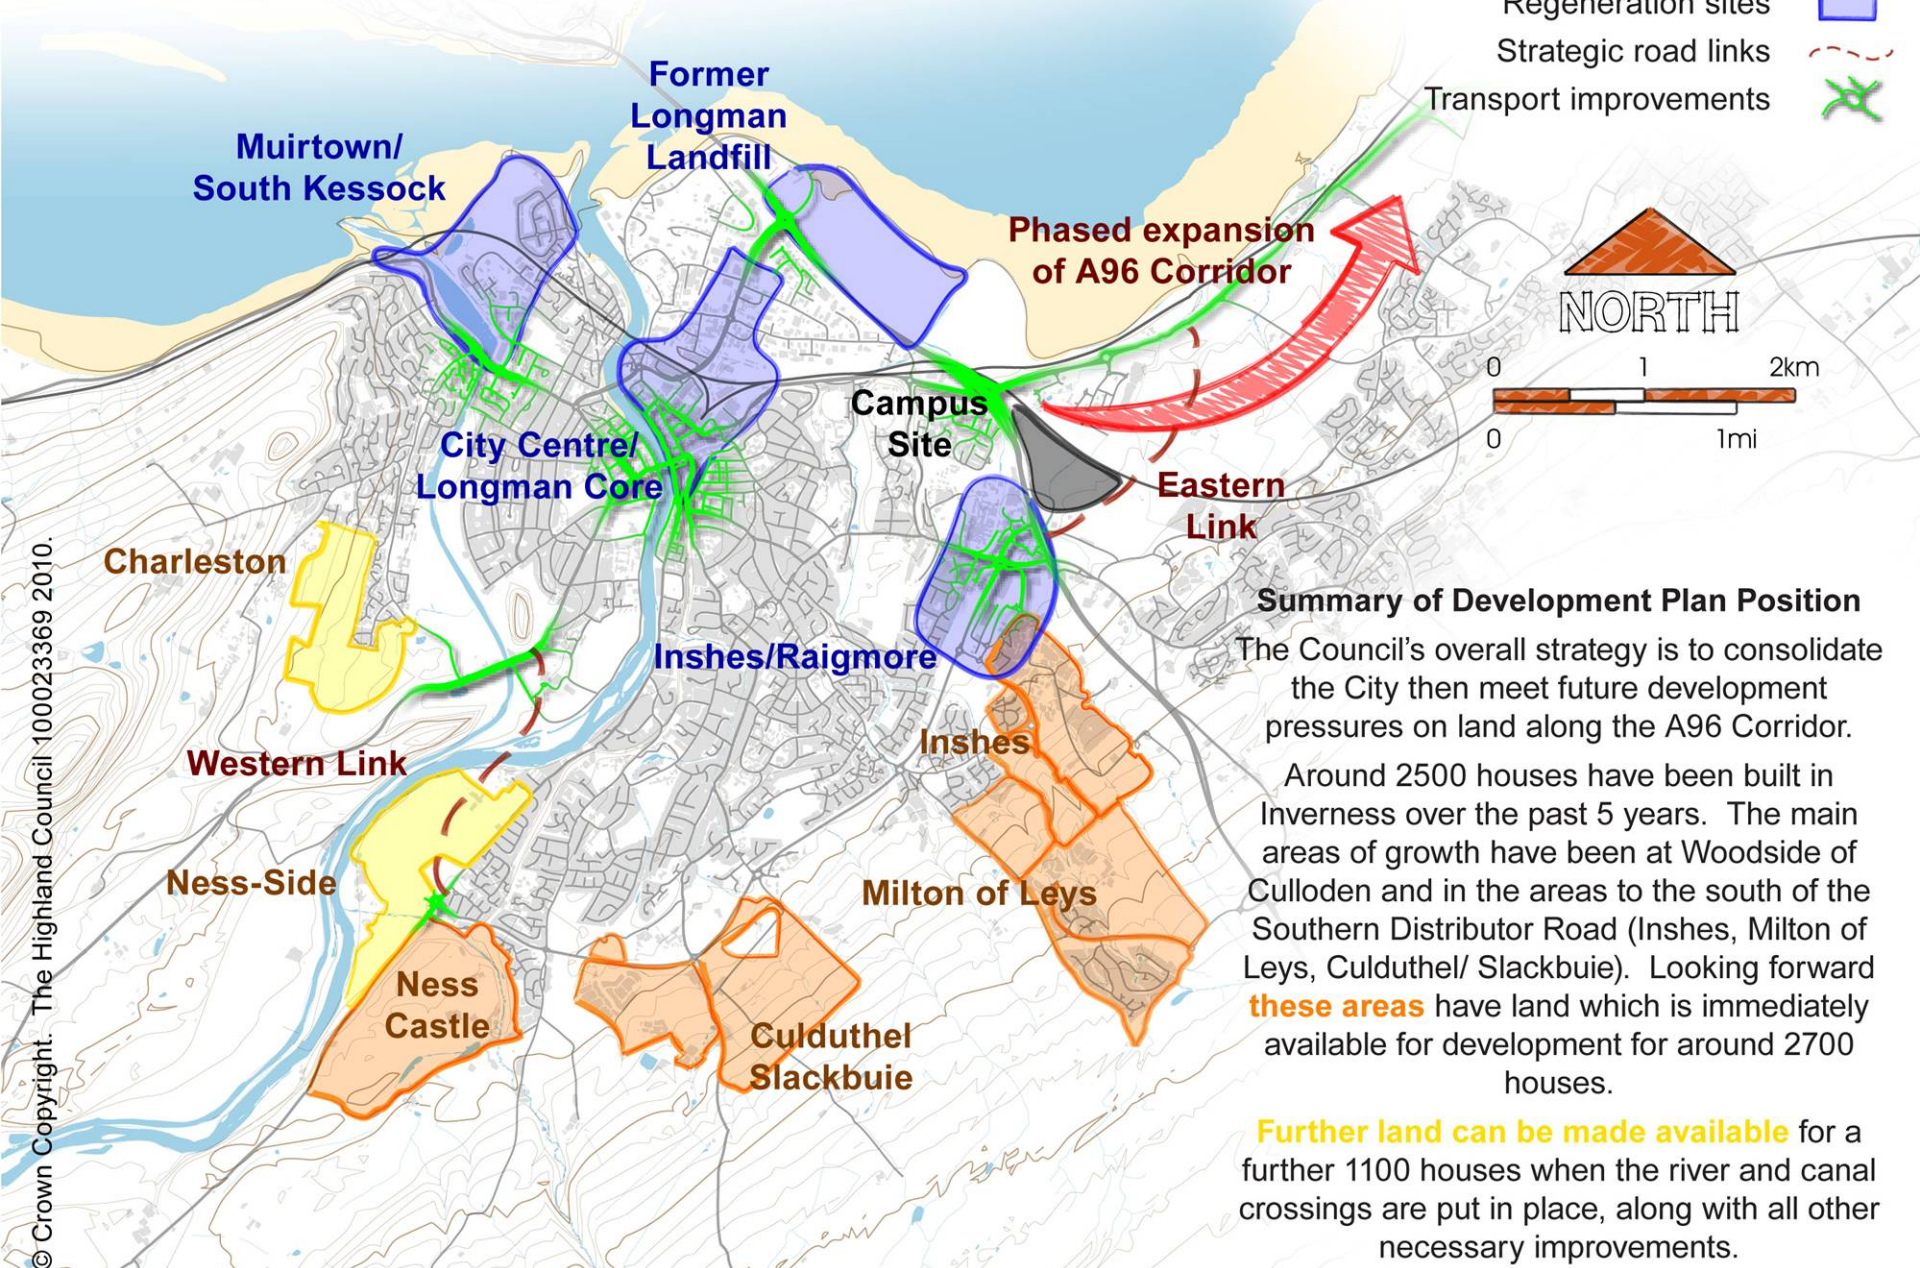 Regeneration sites
Strategic road links
Transport improvements
Former
Longman
Landfill
Muirtown/
South Kessock
Phased expansion
of A96 Corridor
NORTH
0 1 2km
0 1mi
Campus
Site
City Centre/
Longman Core
Eastern
Link
Charleston
Inshes/Raigmore
Western Link
Inshes
Ness-Side
Milton of Leys
Ness
Castle
Culduthel
Slackbuie
Summary of Development Plan Position
The Council's overall strategy is to consolidate
the City then meet future development
pressures on land along the A96 Corridor.
Around 2500 houses have been built in
Inverness over the past 5 years. The main
areas of growth have been at Woodside of
Culloden and in the areas to the south of the
Southern Distributor Road (Inshes, Milton of
Leys, Culduthel/ Slackbuie). Looking forward
these areas have land which is immediately
available for development for around 2700
houses.
Further land can be made available for a
further 1100 houses when the river and canal
crossings are put in place, along with all other
necessary improvements.
© Crown Copyright. The Highland Council 100023369 2010.